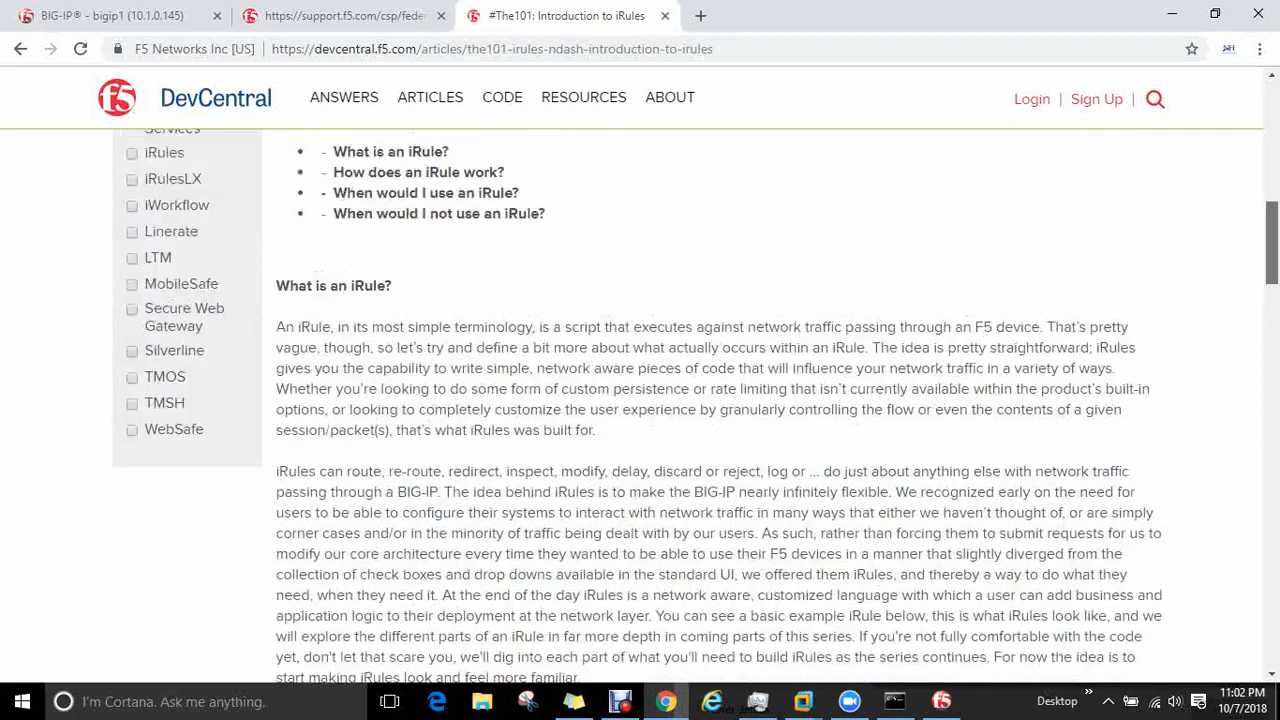 BIG-IP® - bigip1 (10.1.0.145)
https://support.f5.com/csp/fede
#The101: Introduction to iRules
F5 Networks Inc [US]
https://devcentral.f5.com/articles/the101-irules-ndash-introduction-to-irules
f5
DevCentral
ANSWERS
ARTICLES
CODE
RESOURCES
ABOUT
Login | Sign Up |
Services
iRules
iRulesLX
iWorkflow
Linerate
LTM
MobileSafe
Secure Web
Gateway
Silverline
TMOS
TMSH
WebSafe
• - What is an iRule?
• - How does an iRule work?
• - When would I use an iRule?
• - When would I not use an iRule?
What is an iRule?
An iRule, in its most simple terminology, is a script that executes against network traffic passing through an F5 device. That’s pretty
vague, though, so let’s try and define a bit more about what actually occurs within an iRule. The idea is pretty straightforward; iRules
gives you the capability to write simple, network aware pieces of code that will influence your network traffic in a variety of ways.
Whether you’re looking to do some form of custom persistence or rate limiting that isn’t currently available within the product’s built-in
options, or looking to completely customize the user experience by granularly controlling the flow or even the contents of a given
session/packet(s), that’s what iRules was built for.
iRules can route, re-route, redirect, inspect, modify, delay, discard or reject, log or … do just about anything else with network traffic
passing through a BIG-IP. The idea behind iRules is to make the BIG-IP nearly infinitely flexible. We recognized early on the need for
users to be able to configure their systems to interact with network traffic in many ways that either we haven’t thought of, or are simply
corner cases and/or in the minority of traffic being dealt with by our users. As such, rather than forcing them to submit requests for us to
modify our core architecture every time they wanted to be able to use their F5 devices in a manner that slightly diverged from the
collection of check boxes and drop downs available in the standard UI, we offered them iRules, and thereby a way to do what they
need, when they need it. At the end of the day iRules is a network aware, customized language with which a user can add business and
application logic to their deployment at the network layer. You can see a basic example iRule below, this is what iRules look like, and we
will explore the different parts of an iRule in far more depth in coming parts of this series. If you're not fully comfortable with the code
yet, don't let that scare you, we'll dig into each part of what you'll need to build iRules as the series continues. For now the idea is to
start making iRules look and feel more familiar.
I'm Cortana. Ask me anything.
Desktop
11:02 PM
10/7/2018